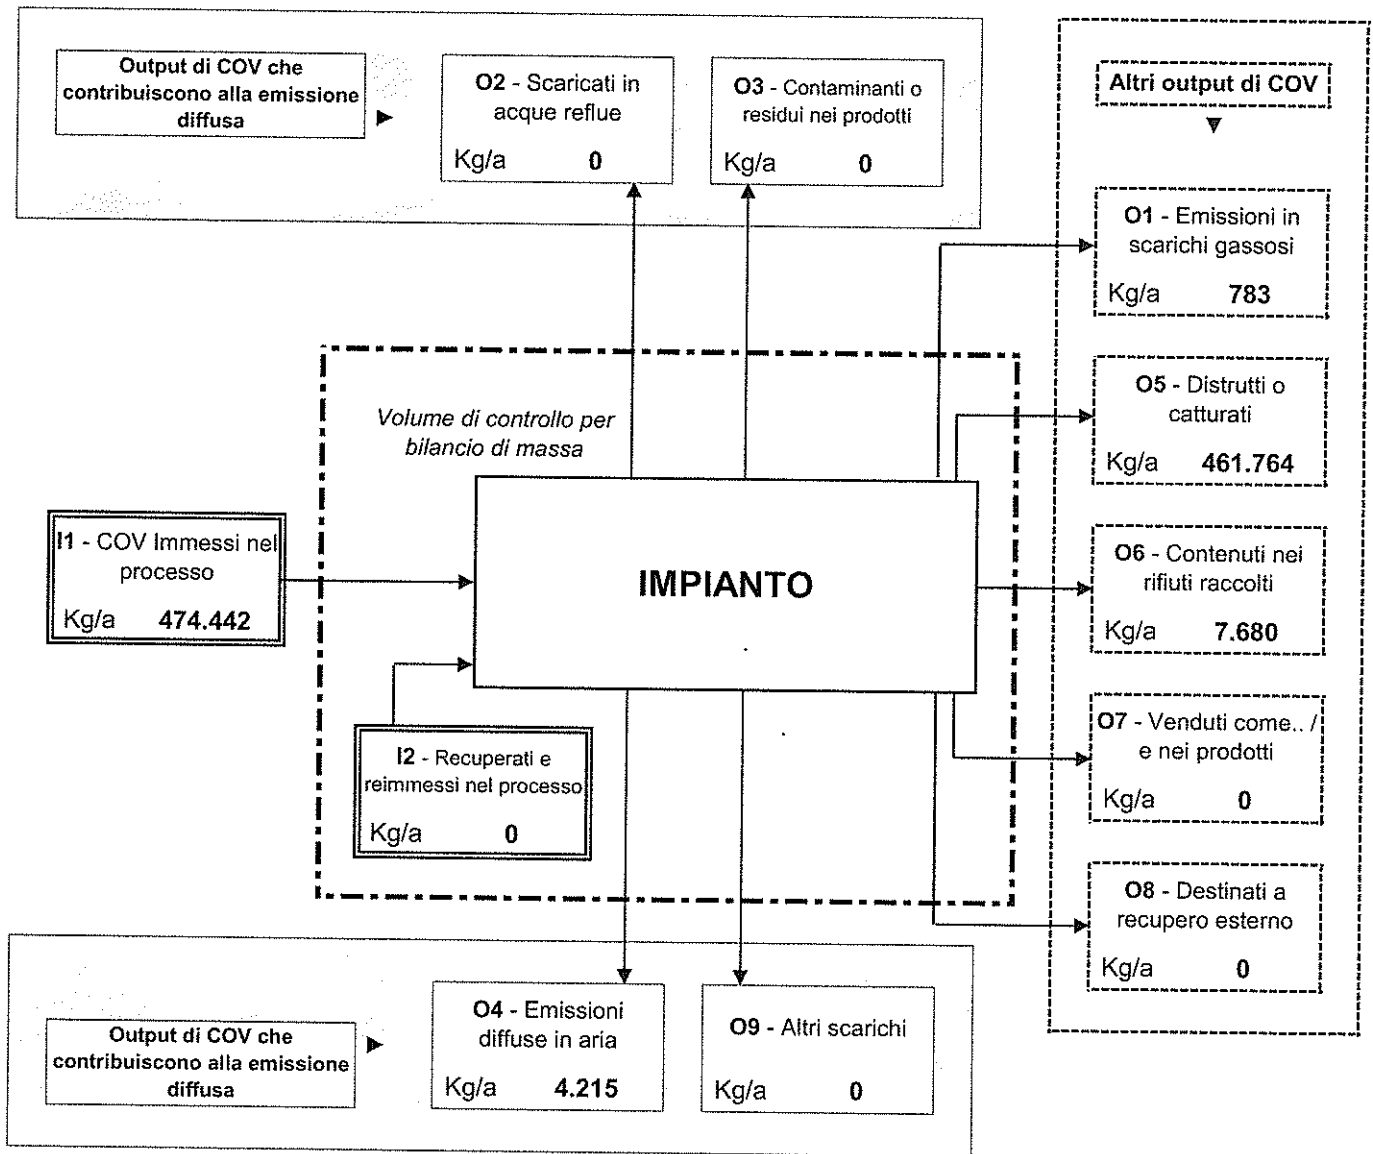 Output di COV che
contribuiscono alla emissione
diffusa
O2 - Scaricati in
acque reflue
Kg/a 0
O3 - Contaminanti o
residui nei prodotti
Kg/a 0
Altri output di COV
O1 - Emissioni in
scarichi gassosi
Kg/a 783
O5 - Distrutti o
catturati
Kg/a 461.764
Volume di controllo per
bilancio di massa
I1 - COV Immessi nel
processo
Kg/a 474.442
IMPIANTO
O6 - Contenuti nei
rifiuti raccolti
Kg/a 7.680
I2 - Recuperati e
reimmessi nel processo
Kg/a 0
O7 - Venduti come.. /
e nei prodotti
Kg/a 0
O8 - Destinati a
recupero esterno
Kg/a 0
Output di COV che
contribuiscono alla emissione
diffusa
O4 - Emissioni
diffuse in aria
Kg/a 4.215
O9 - Altri scarichi
Kg/a 0